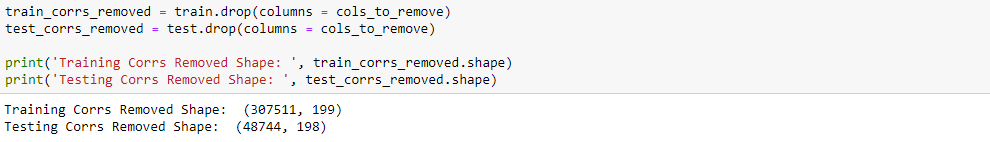 train_corrs_removed = train.drop(columns = cols_to_remove)
test_corrs_removed = test.drop(columns = cols_to_remove)
print('Training Corrs Removed Shape: ', train_corrs_removed.shape)
print('Testing Corrs Removed Shape: ', test_corrs_removed.shape)
Training Corrs Removed Shape:  (307511, 199)
Testing Corrs Removed Shape:  (48744, 198)